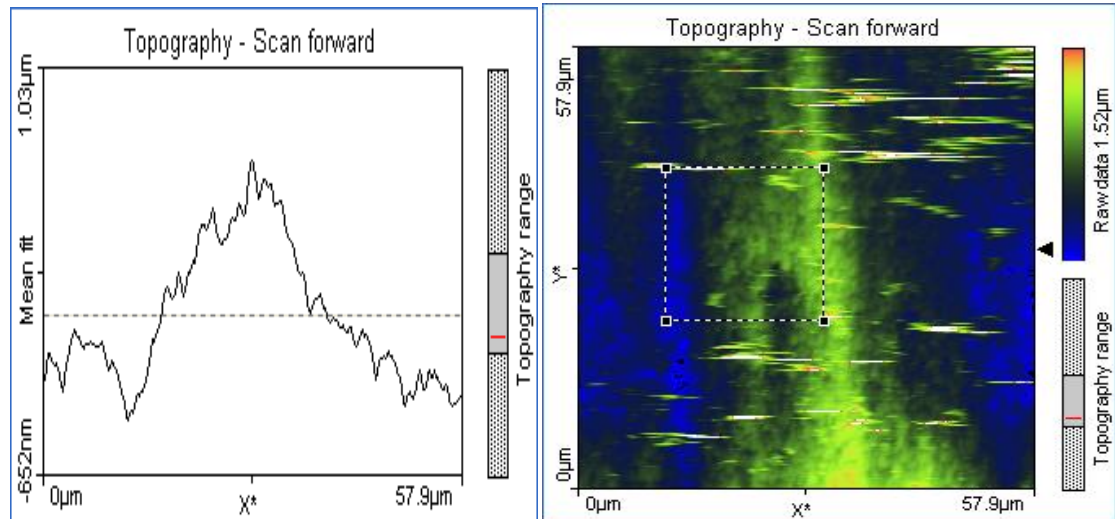 Topography - Scan forward
1.03µm
Mean fit
-652nm
0µm
X*
57.9µm
Topography range
Topography - Scan forward
57.9µm
Y*
0µm
0µm
X*
57.9µm
Raw data 1.52µm
Topography range